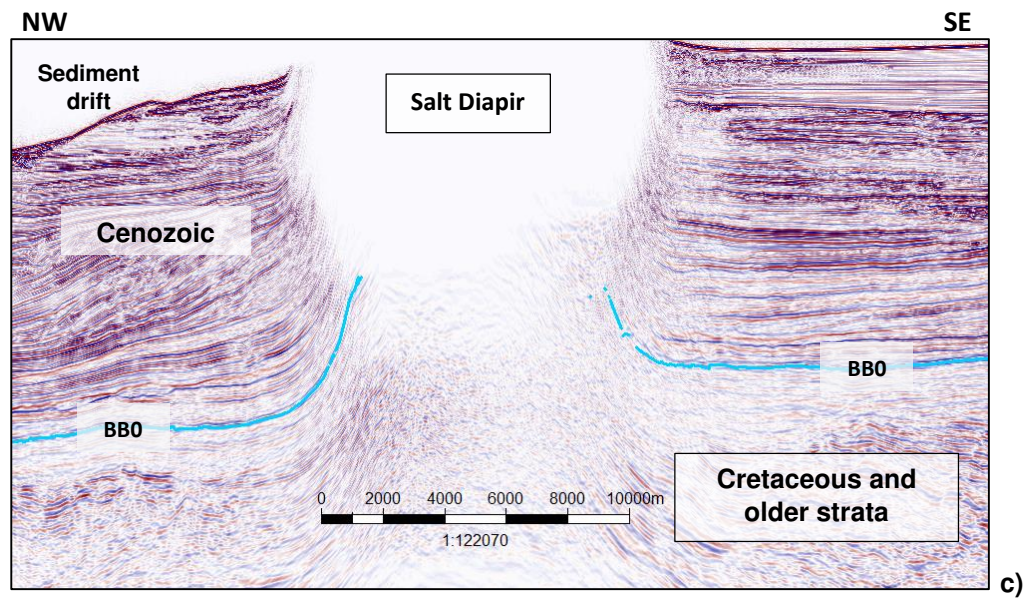 NW
SE
Sediment
drift
Salt Diapir
Cenozoic
BB0
BB0
Cretaceous and
older strata
0 2000 4000 6000 8000 10000m
1:122070
c)